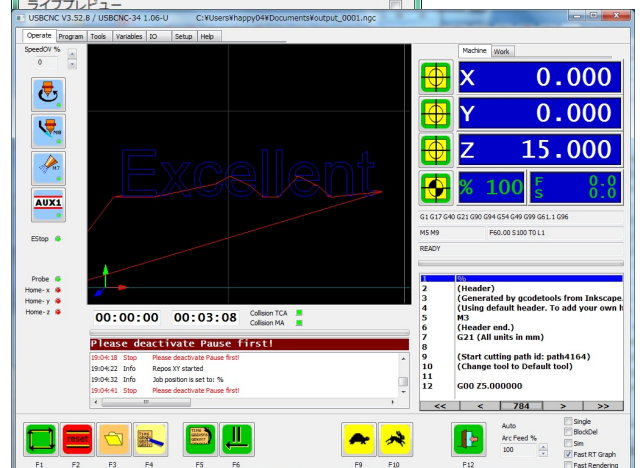 ライブプレビュー
USBCNC V3.52.8 / USBCNC-34 1.06-U C:¥Users¥happy04¥Documents¥output_0001.ngc
Operate Program Tools Variables IO Setup Help
SpeedOV %
0
M8
M7
AUX1
EStop
Probe
Home- x
Home- y
Home- z
Excellent
Machine Work
X 0.000
Y 0.000
Z 15.000
% 100 F 0.0
S 0.0
G1 G17 G40 G21 G90 G94 G54 G49 G99 G61.1 G96
M5 M9 F60.00 S100 T0 L1
READY
00:00:00 00:03:08 Collision TCA
Collision MA
Please deactivate Pause first!
19:04:18 Stop Please deactivate Pause first!
19:04:22 Info Repos XY started
19:04:32 Info Job position is set to: %
19:04:41 Stop Please deactivate Pause first!
1 %
2 (Header)
3 (Generated by gcodetools from Inkscape.
4 (Using default header. To add your own h
5 M3
6 (Header end.)
7 G21 (All units in mm)
8
9 (Start cutting path id: path4164)
10 (Change tool to Default tool)
11
12 G00 Z5.000000
<< < 784 > >>
reset
F1 F2 F3 F4 F5 F6 F9 F10 F12
Auto
Arc Feed %
100
Single
BlockDel
Sim
Fast RT Graph
Fast Rendering